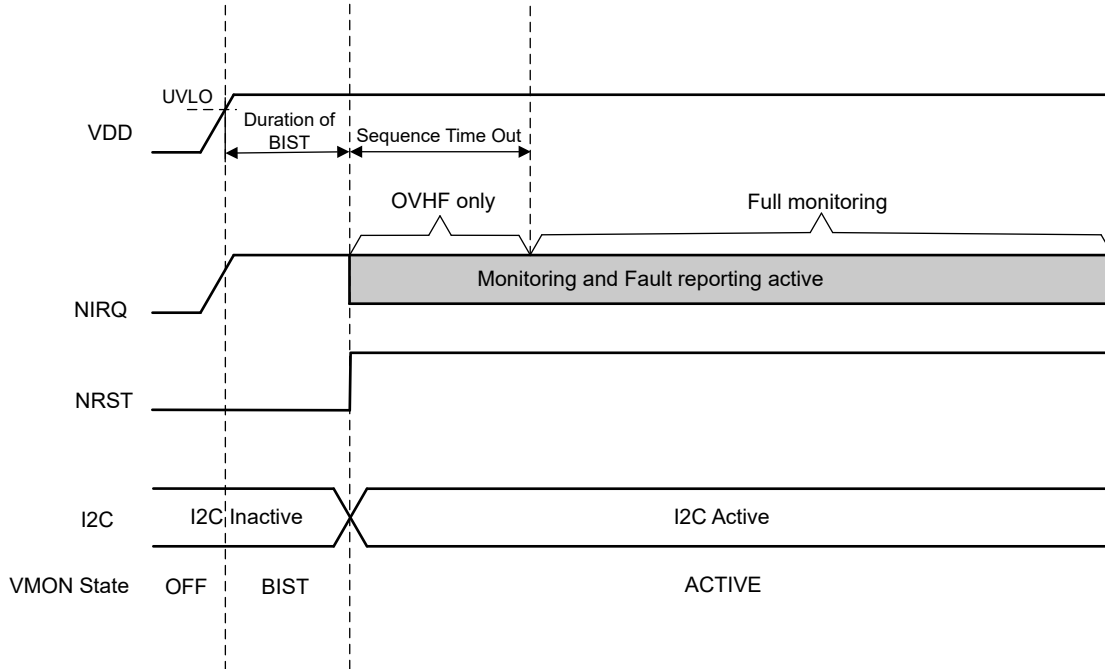 UVLO
VDD
Duration of
BIST
Sequence Time Out
OVHF only
Full monitoring
Monitoring and Fault reporting active
NIRQ
NRST
I2C
I2C Inactive
I2C Active
VMON State
OFF
BIST
ACTIVE